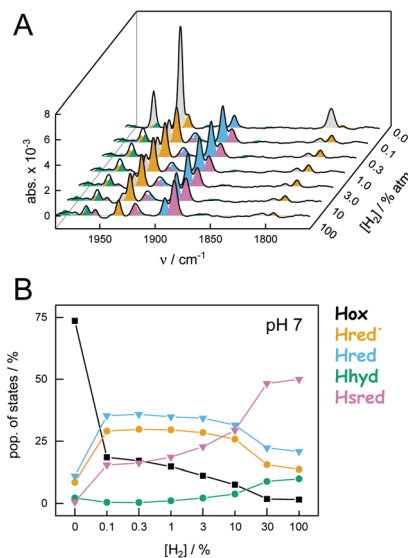 A
abs. x 10⁻³
8
6
4
2
0
1950
1900
1850
1800
ν / cm⁻¹
0.0
0.1
0.3
1.0
3.0
10
100
[H₂] / % atm
B
pH 7
pop. of states / %
75
50
25
0
0
0.1
0.3
1
3
10
30
100
[H₂] / %
Hox
Hred´
Hred
Hhyd
Hsred